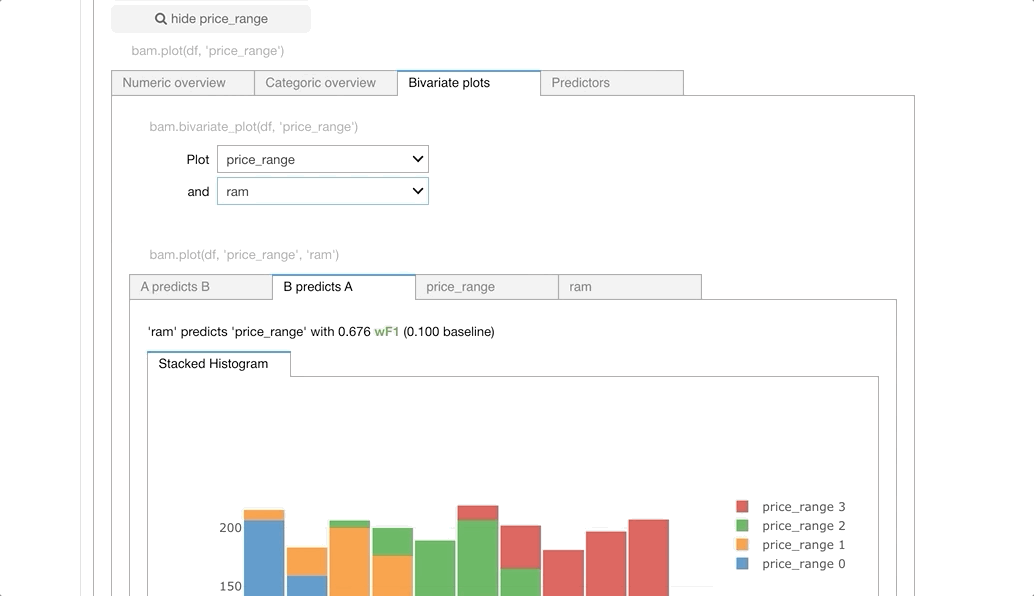 hide price_range
bam.plot(df, 'price_range')
Numeric overview Categoric overview Bivariate plots Predictors
bam.bivariate_plot(df, 'price_range')
Plot price_range
and ram
bam.plot(df, 'price_range', 'ram')
A predicts B B predicts A price_range ram
'ram' predicts 'price_range' with 0.676 wF1 (0.100 baseline)
Stacked Histogram
price_range 3
200 price_range 2
price_range 1
price_range 0
150